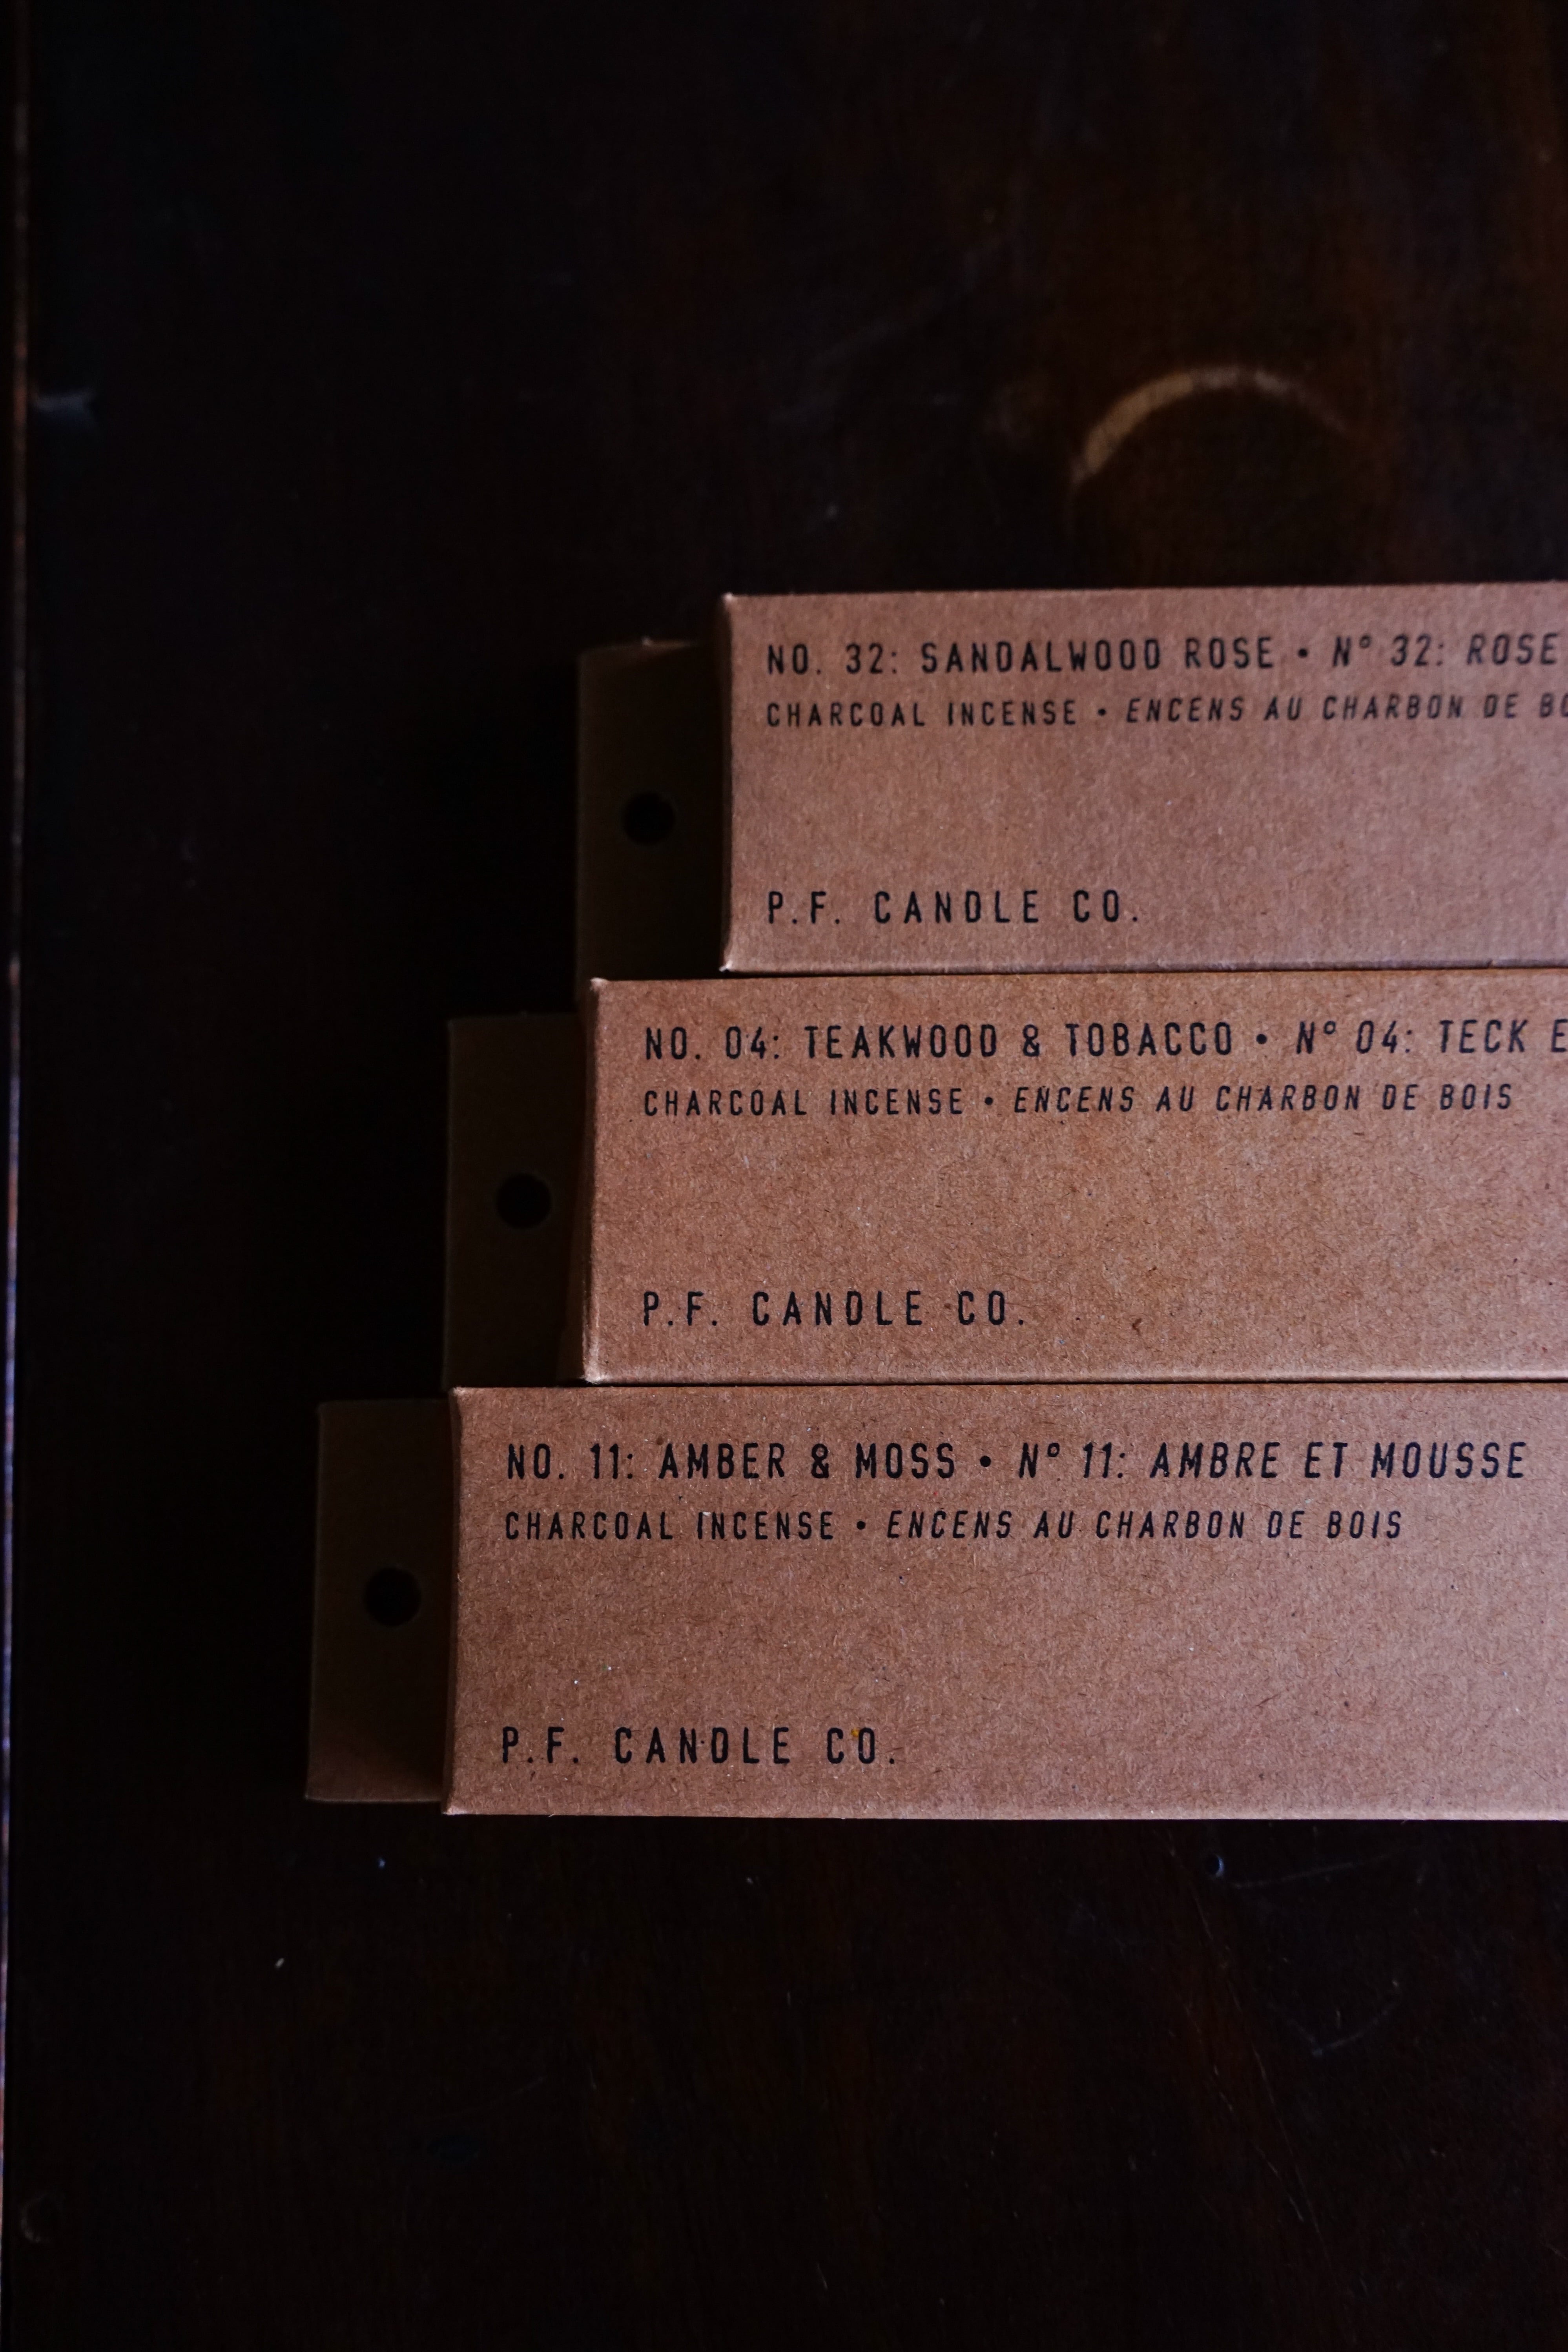 NO. 32: SANDALWOOD ROSE • N° 32: ROSE
CHARCOAL INCENSE • ENCENS AU CHARBON DE
P.F. CANDLE CO.
NO. 04: TEAKWOOD & TOBACCO • N° 04: TECK
CHARCOAL INCENSE • ENCENS AU CHARBON DE BOIS
P.F. CANDLE CO.
NO. 11: AMBER & MOSS • N° 11: AMBRE ET MOUSSE
CHARCOAL INCENSE • ENCENS AU CHARBON DE BOIS
P.F. CANDLE CO.